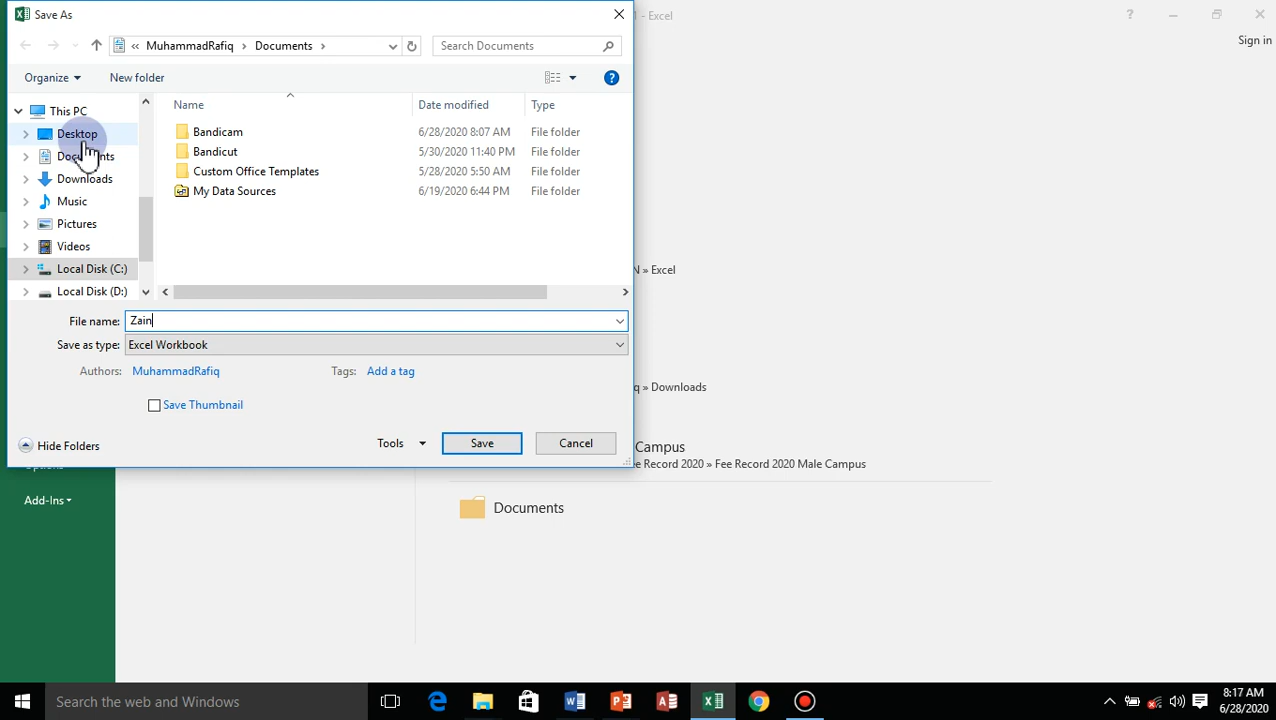 Save As
1 - Excel
?
Sign in
« MuhammadRafiq › Documents ›
Search Documents
Organize
New folder
?
This PC
Desktop
Documents
Downloads
Music
Pictures
Videos
Local Disk (C:)
Local Disk (D:)
Name Date modified Type
Bandicam 6/28/2020 8:07 AM File folder
Bandicut 5/30/2020 11:40 PM File folder
Custom Office Templates 5/28/2020 5:50 AM File folder
My Data Sources 6/19/2020 6:44 PM File folder
N » Excel
File name: Zain
Save as type: Excel Workbook
Authors: MuhammadRafiq Tags: Add a tag
q » Downloads
Save Thumbnail
Hide Folders
Tools
Save
Cancel
Campus
ee Record 2020 » Fee Record 2020 Male Campus
Options
Add-Ins
Documents
Search the web and Windows
8:17 AM
6/28/2020